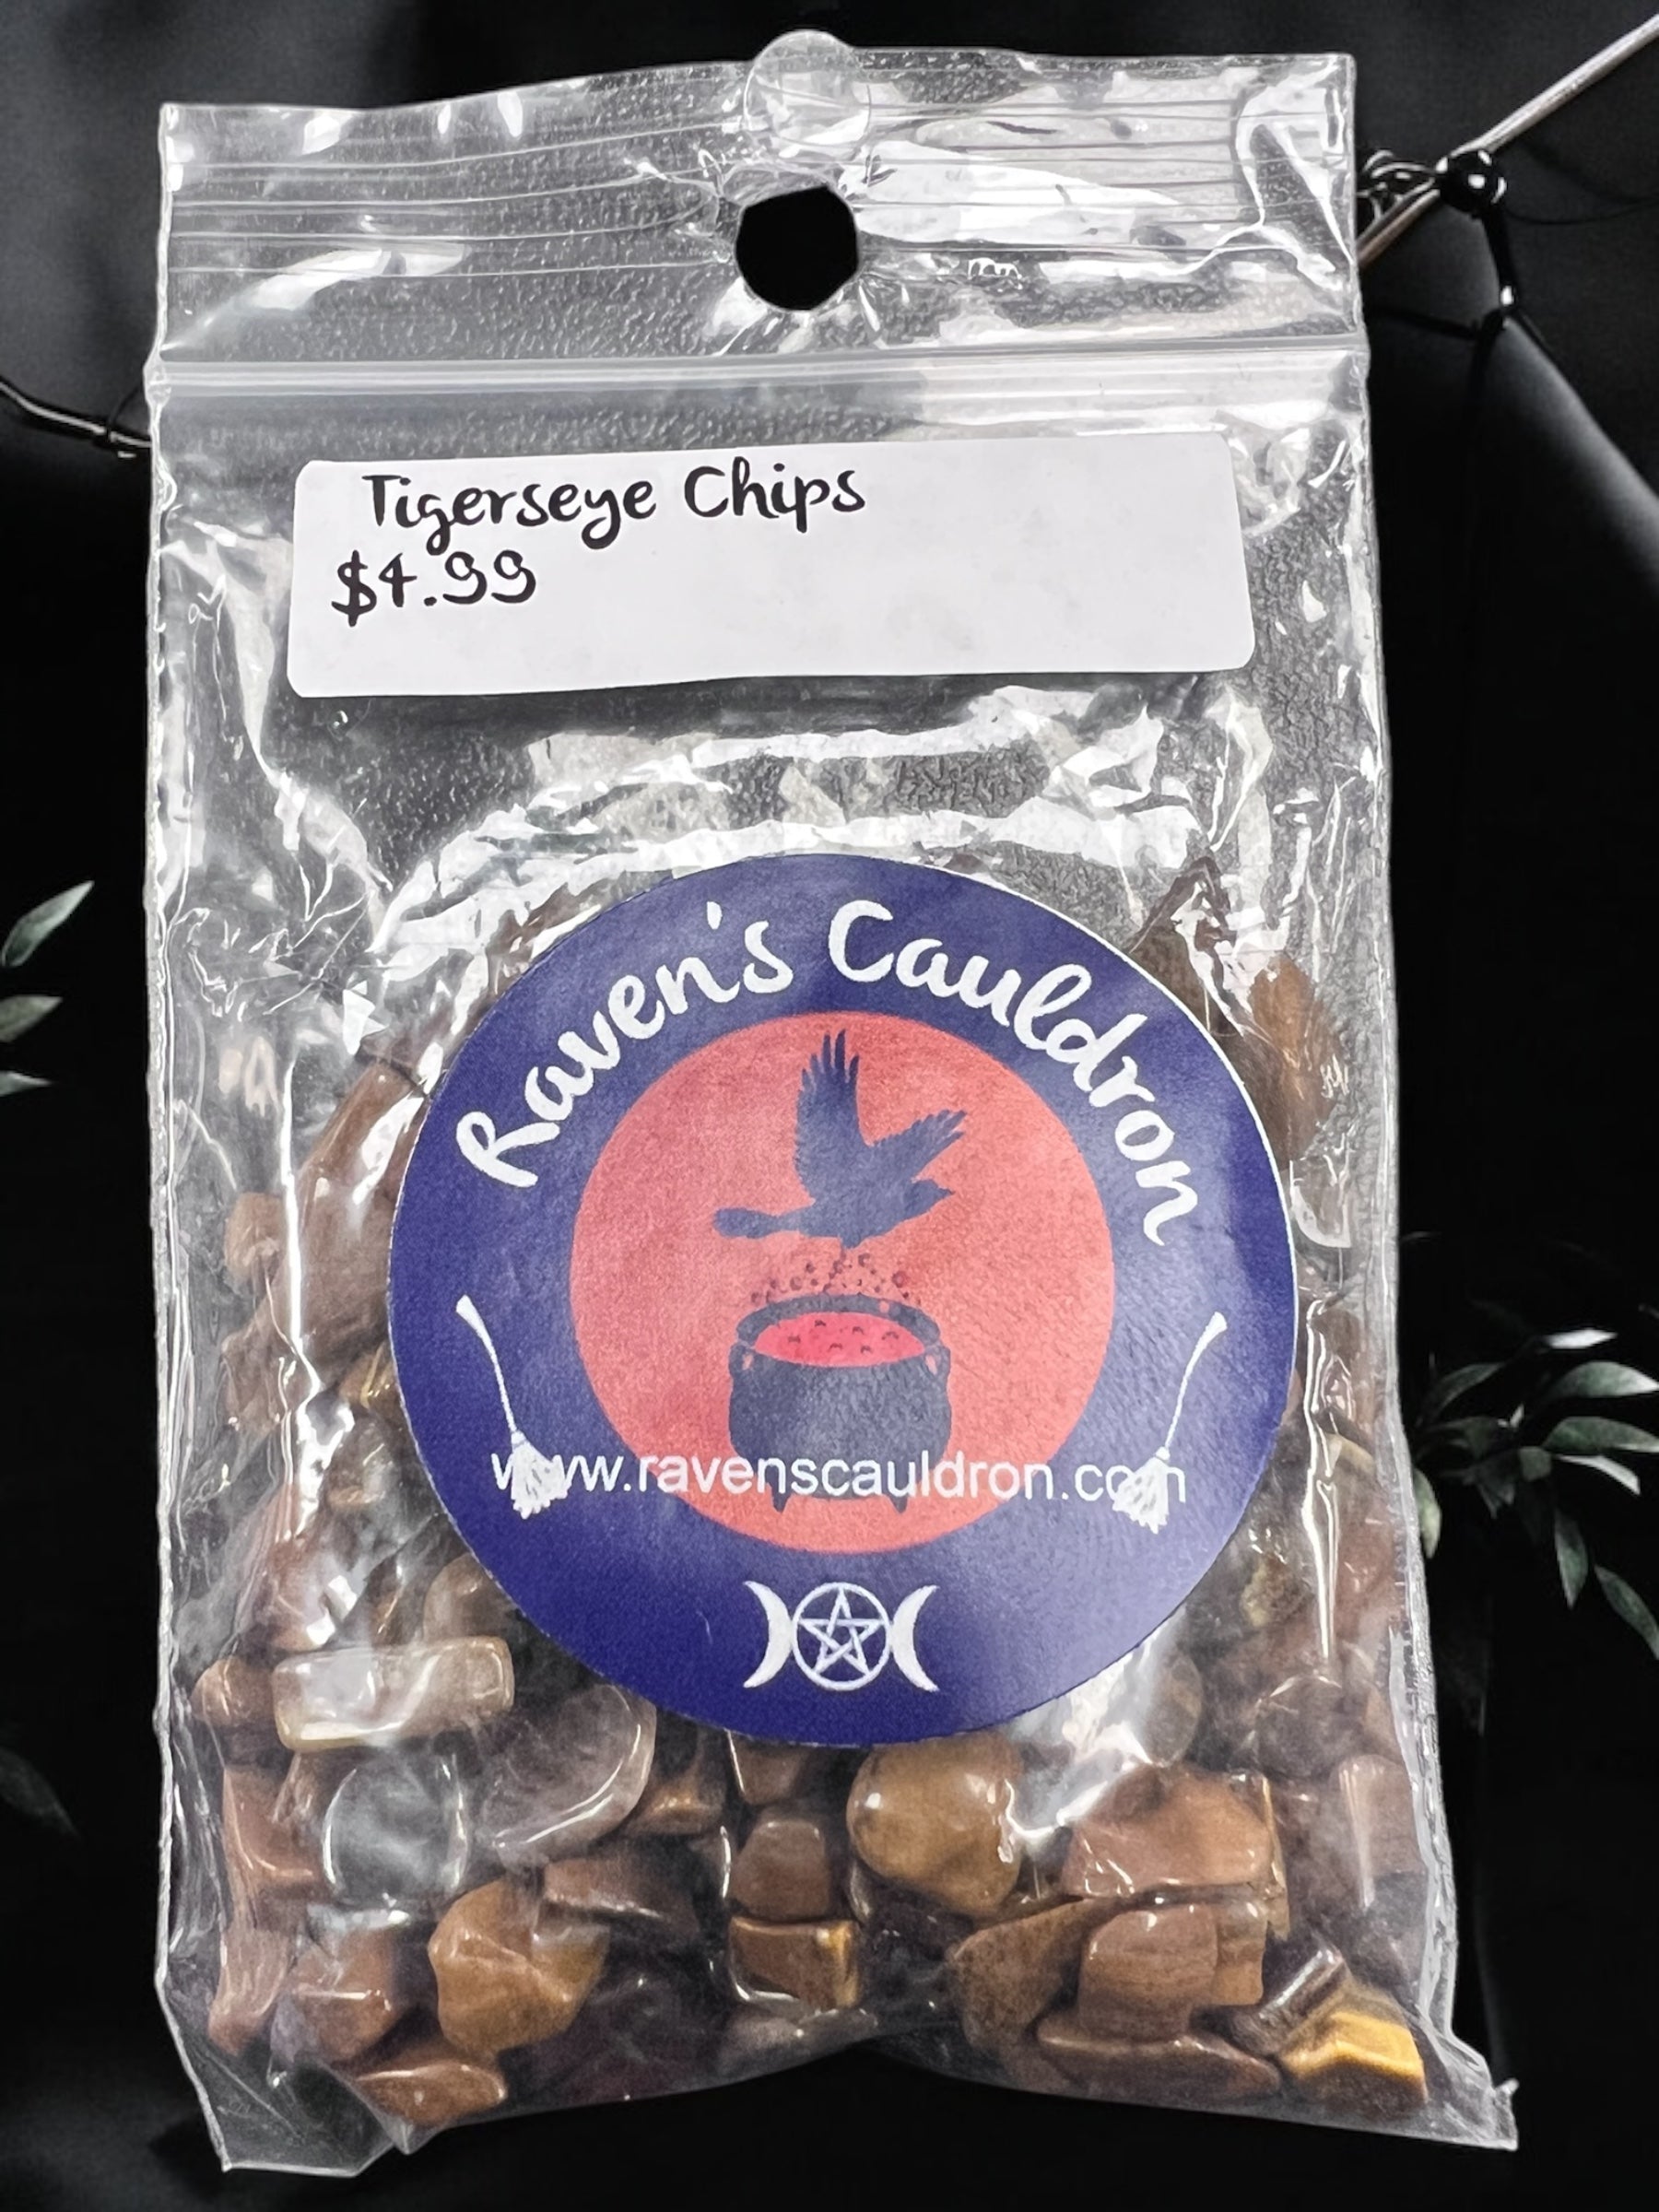 Tigerseye Chips
$4.99
Raven's Cauldron
www.ravenscauldron.com